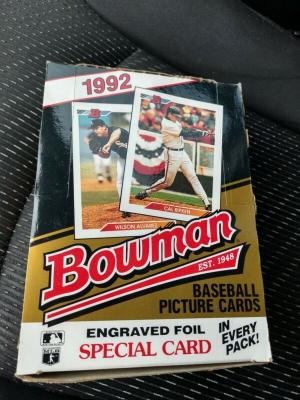 1992
WILSON ALVAREZ
CAL RIPKEN
Bowman
EST. 1948
BASEBALL
PICTURE CARDS
ENGRAVED FOIL
SPECIAL CARD
IN
EVERY
PACK!